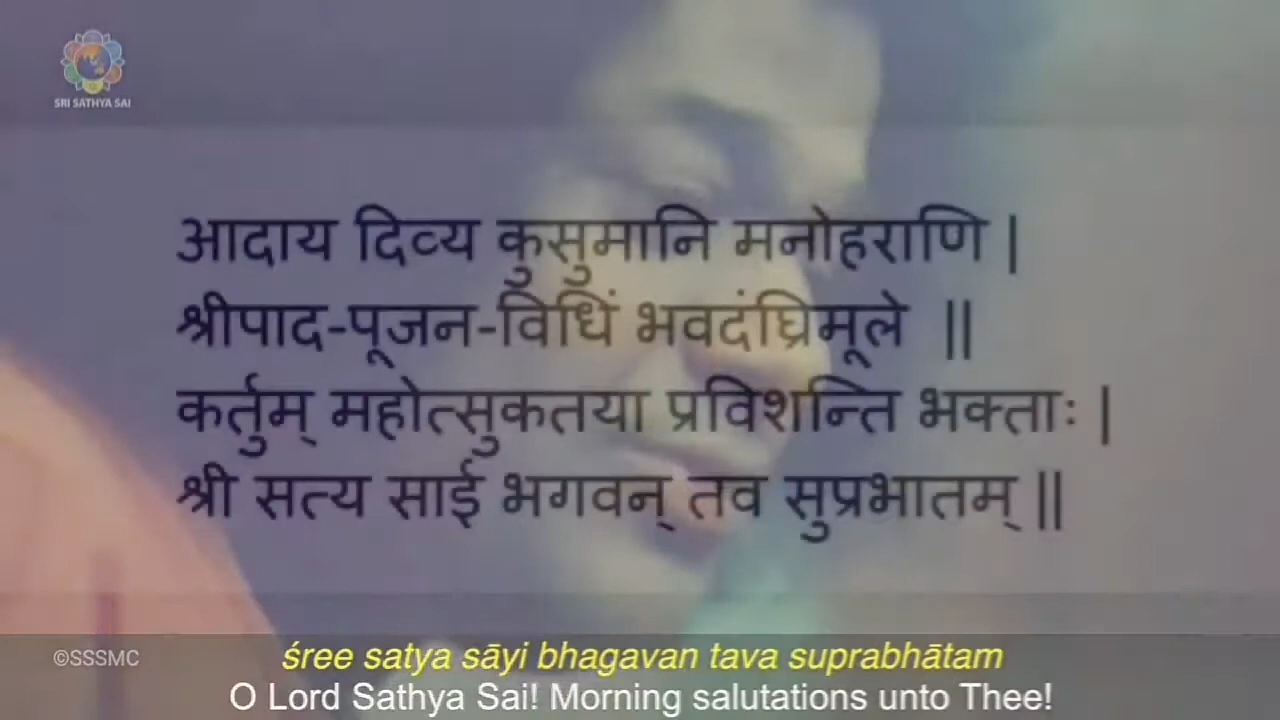 SRI SATHYA SAI
आदाय दिव्य कुसुमानि मनोहराणि |
श्रीपाद-पूजन-विधिं भवदंघ्रिमूले ||
कर्तुम् महोत्सुकतया प्रविशन्ति भक्ताः |
श्री सत्य साई भगवन् तव सुप्रभातम् ||
©SSSMC
śree satya sāyi bhagavan tava suprabhātam
O Lord Sathya Sai! Morning salutations unto Thee!